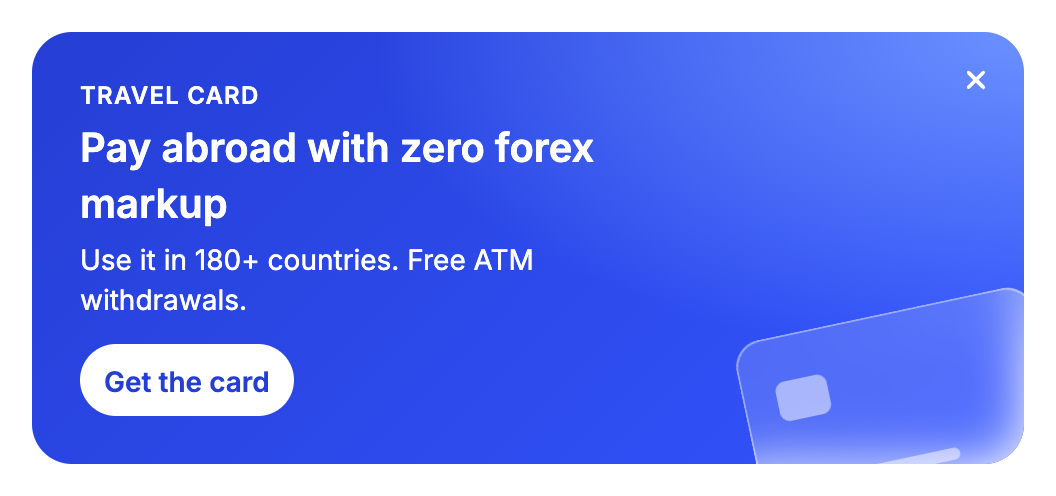 TRAVEL CARD
Pay abroad with zero forex
markup
Use it in 180+ countries. Free ATM
withdrawals.
Get the card